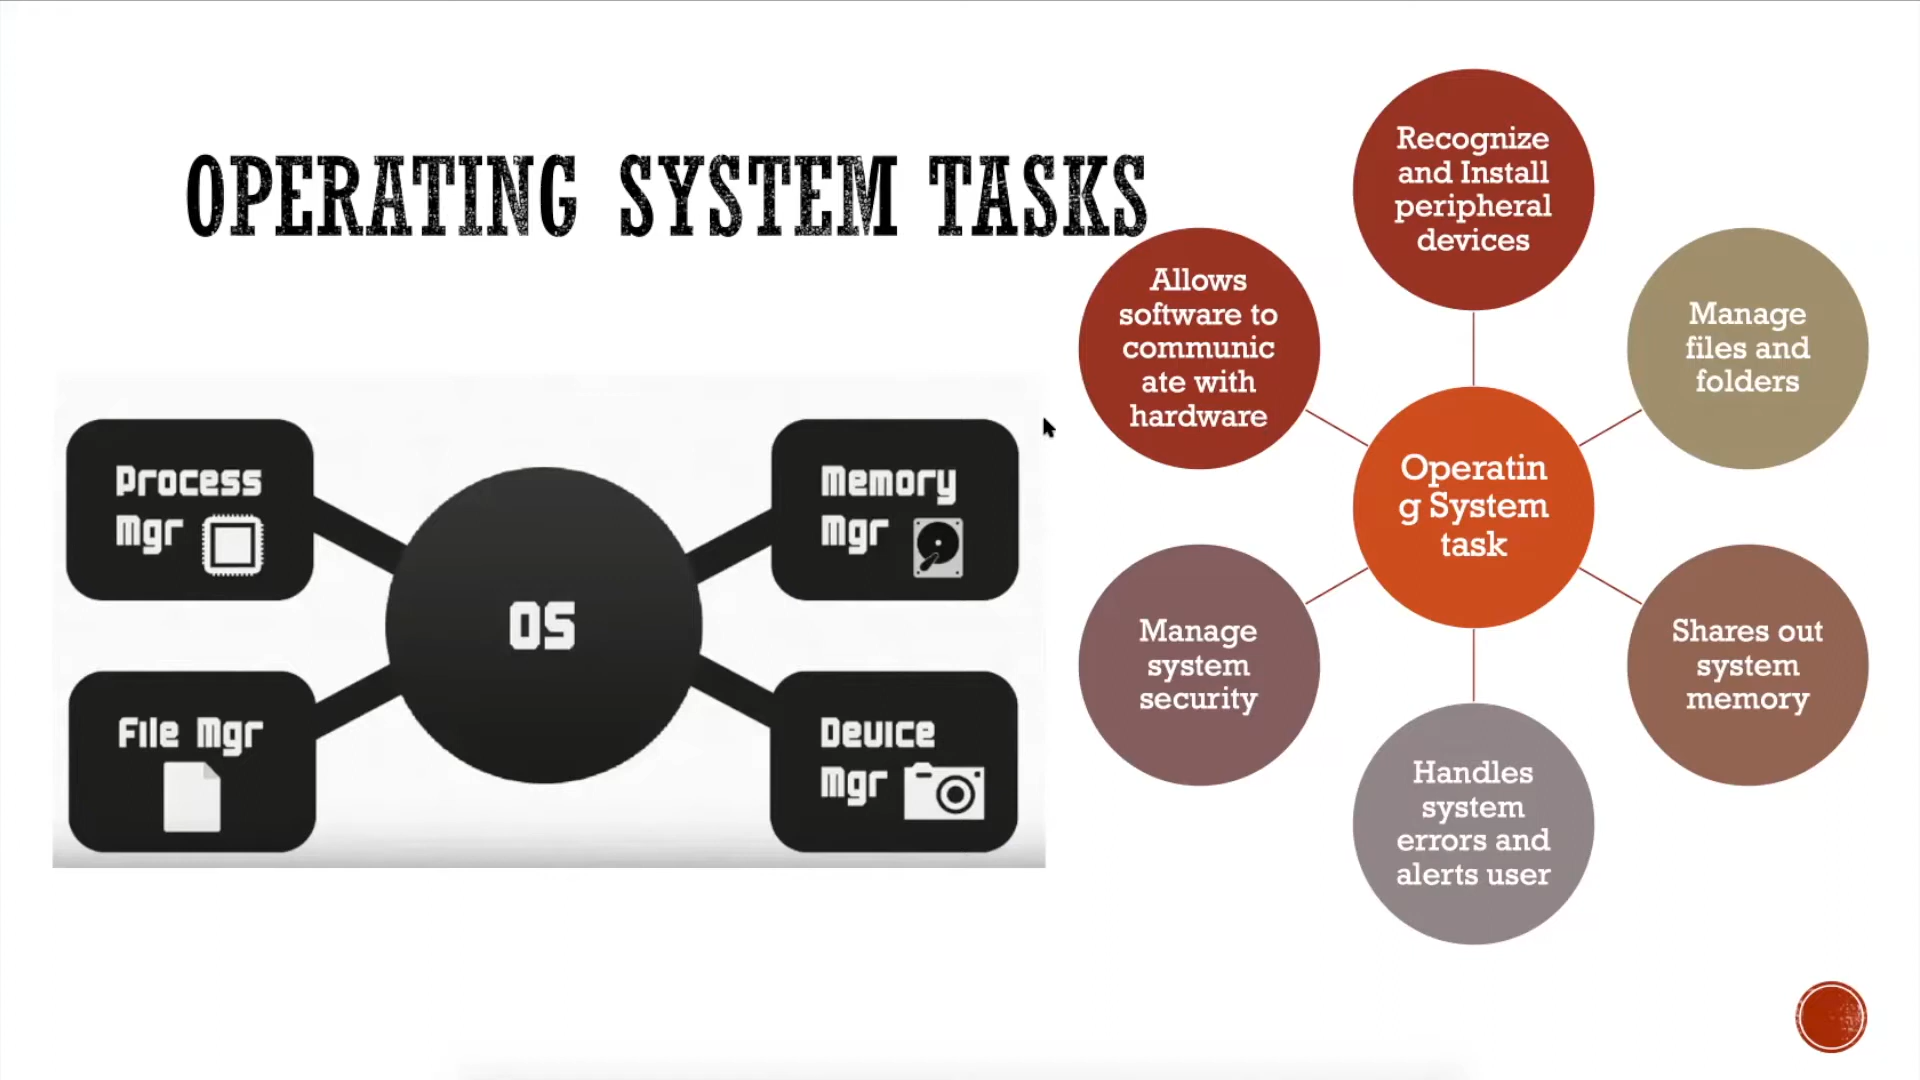 OPERATING SYSTEM TASKS
Process
Mgr
Memory
Mgr
OS
File Mgr
Device
Mgr
Recognize
and Install
peripheral
devices
Allows
software to
communic
ate with
hardware
Manage
files and
folders
Operatin
g System
task
Manage
system
security
Shares out
system
memory
Handles
system
errors and
alerts user